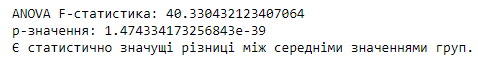 ANOVA F-статистика: 40.330432123407064
p-значення: 1.474334173256843e-39
Є статистично значущі різниці між середніми значеннями груп.